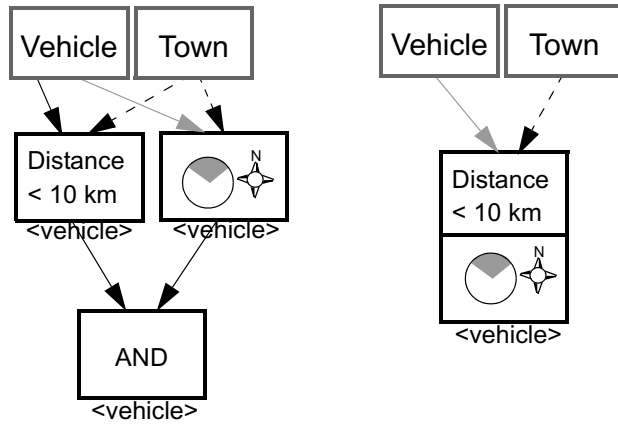 Vehicle Town
Distance
< 10 km
N
<vehicle>
<vehicle>
AND
<vehicle>
Vehicle Town
Distance
< 10 km
N
<vehicle>